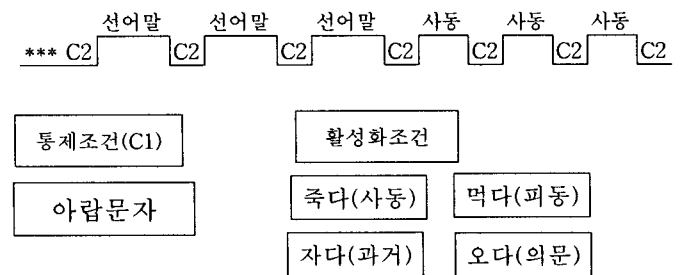 선어말 선어말 선어말 사동 사동 사동
*** C2 C2 C2 C2 C2 C2 C2
통제조건(C1) 활성화조건
아랍문자 죽다(사동) 먹다(피동)
자다(과거) 오다(의문)